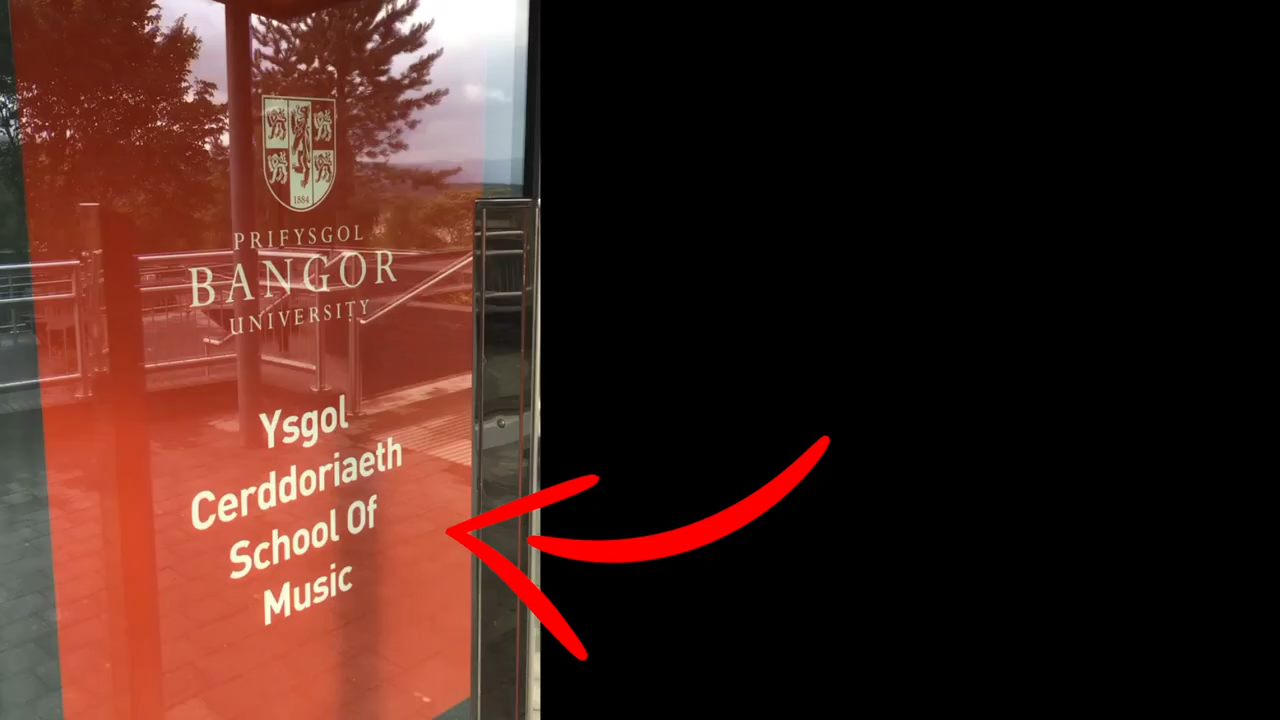 1884
PRIFYSGOL
BANGOR
UNIVERSITY
Ysgol
Cerddoriaeth
School Of
Music